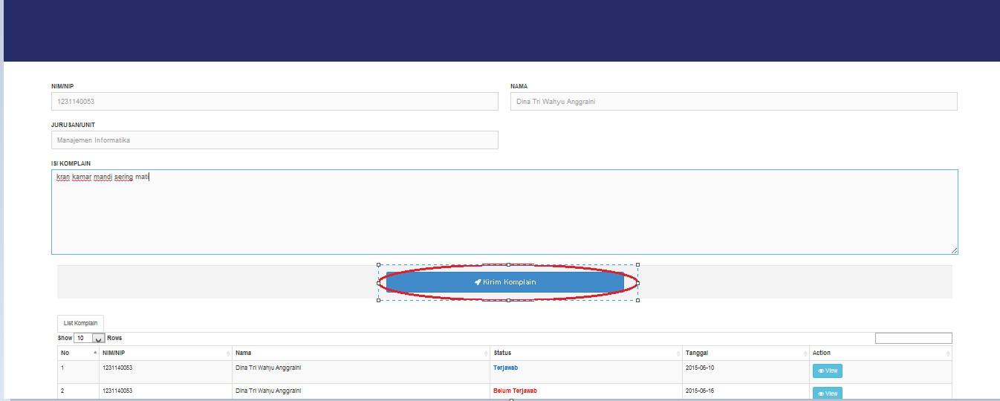 NIM/NIP NAMA
1231140053 Dina Tri Wahyu Anggraini
JURUSAN/UNIT
Manajemen Informatika
ISI KOMPLAIN
kran kamar mandi sering mati
Kirim Komplain
List Komplain
Show 10 Rows
No NIM/NIP Nama Status Tanggal Action
1 1231140053 Dina Tri Wahyu Anggraini Terjawab 2015-06-10 View
2 1231140053 Dina Tri Wahyu Anggraini Belum Terjawab 2015-06-16 View